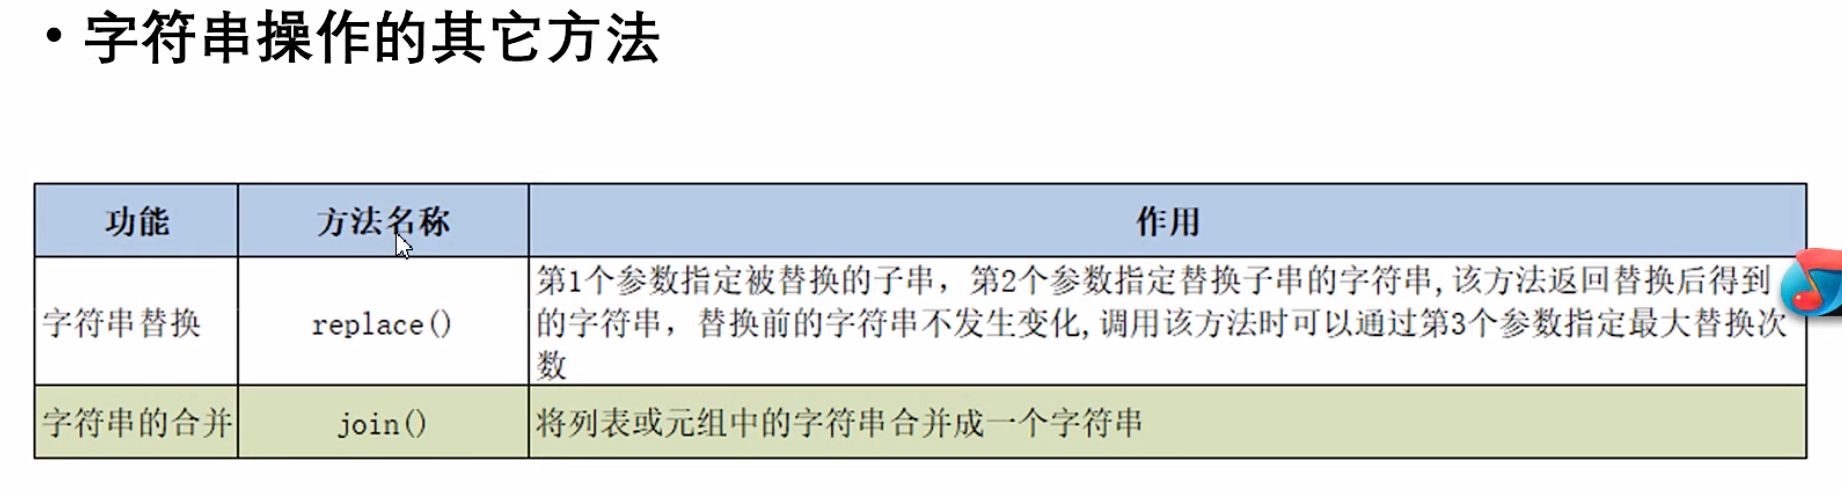 • 字符串操作的其它方法
功能 方法名称 作用
字符串替换 replace() 第1个参数指定被替换的子串，第2个参数指定替换子串的字符串,该方法返回替换后得到
的字符串，替换前的字符串不发生变化,调用该方法时可以通过第3个参数指定最大替换次
数
字符串的合并 join() 将列表或元组中的字符串合并成一个字符串